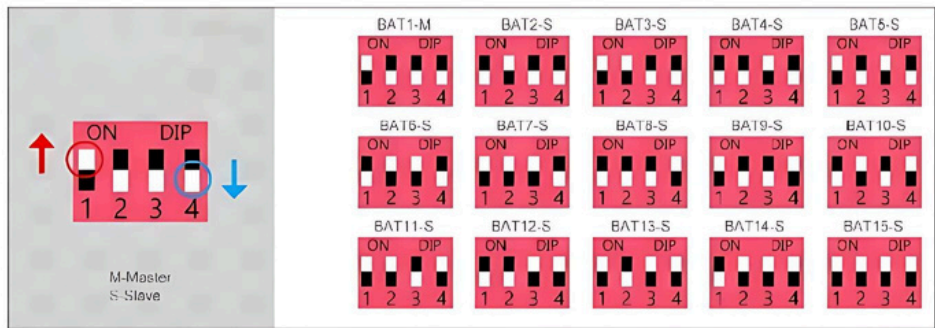 ON DIP
1 2 3 4
M-Master
S-Slave
BAT1-M BAT2-S BAT3-S BAT4-S BAT5-S
ON DIP ON DIP ON DIP ON DIP ON DIP
1 2 3 4 1 2 3 4 1 2 3 4 1 2 3 4 1 2 3 4
BAT6-S BAT7-S BAT8-S BAT9-S BAT10-S
ON DIP ON DIP ON DIP ON DIP ON DIP
1 2 3 4 1 2 3 4 1 2 3 4 1 2 3 4 1 2 3 4
BAT11-S BAT12-S BAT13-S BAT14-S BAT15-S
ON DIP ON DIP ON DIP ON DIP ON DIP
1 2 3 4 1 2 3 4 1 2 3 4 1 2 3 4 1 2 3 4